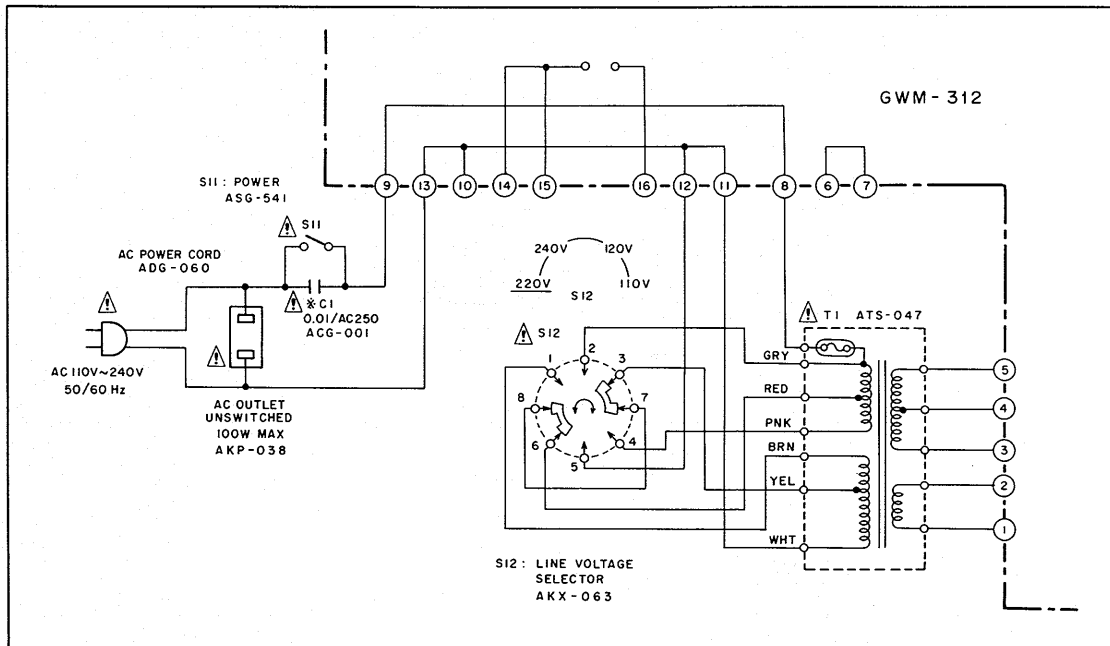 GWM-312
9
13
10
14
15
16
12
11
8
6
7
S11: POWER
ASG-541
S11
AC POWER CORD
ADG-060
※C1
0.01/AC250
ACG-001
AC 110V~240V
50/60 Hz
AC OUTLET
UNSWITCHED
100W MAX
AKP-038
240V
120V
220V
110V
S12
S12
1
2
3
8
7
6
5
4
T1 ATS-047
GRY
RED
PNK
BRN
YEL
WHT
5
4
3
2
1
S12: LINE VOLTAGE
SELECTOR
AKX-063